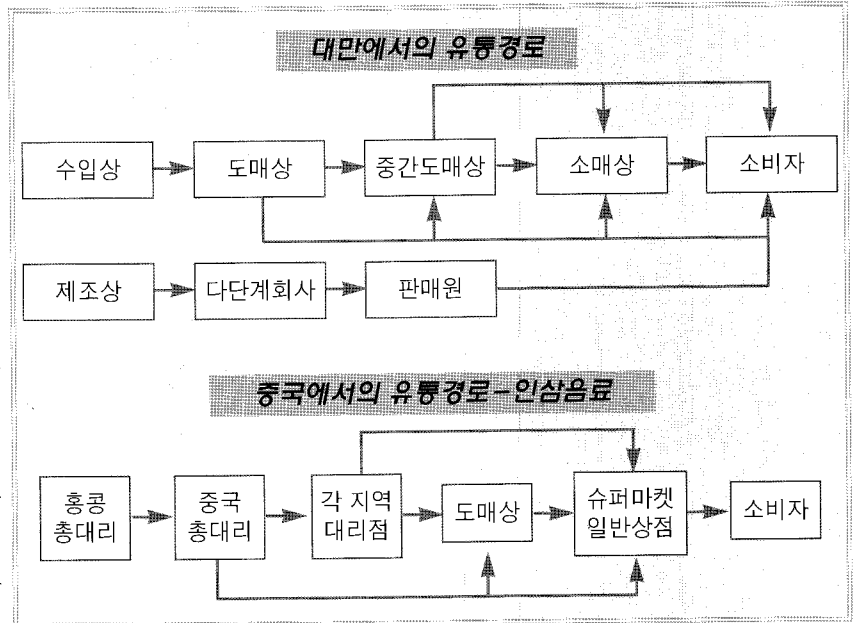 대만에서의 유통경로
수입상
도매상
중간도매상
소매상
소비자
제조상
다단계회사
판매원
중국에서의 유통경로-인삼음료
홍콩
총대리
중국
총대리
각 지역
대리점
도매상
슈퍼마켓
일반상점
소비자